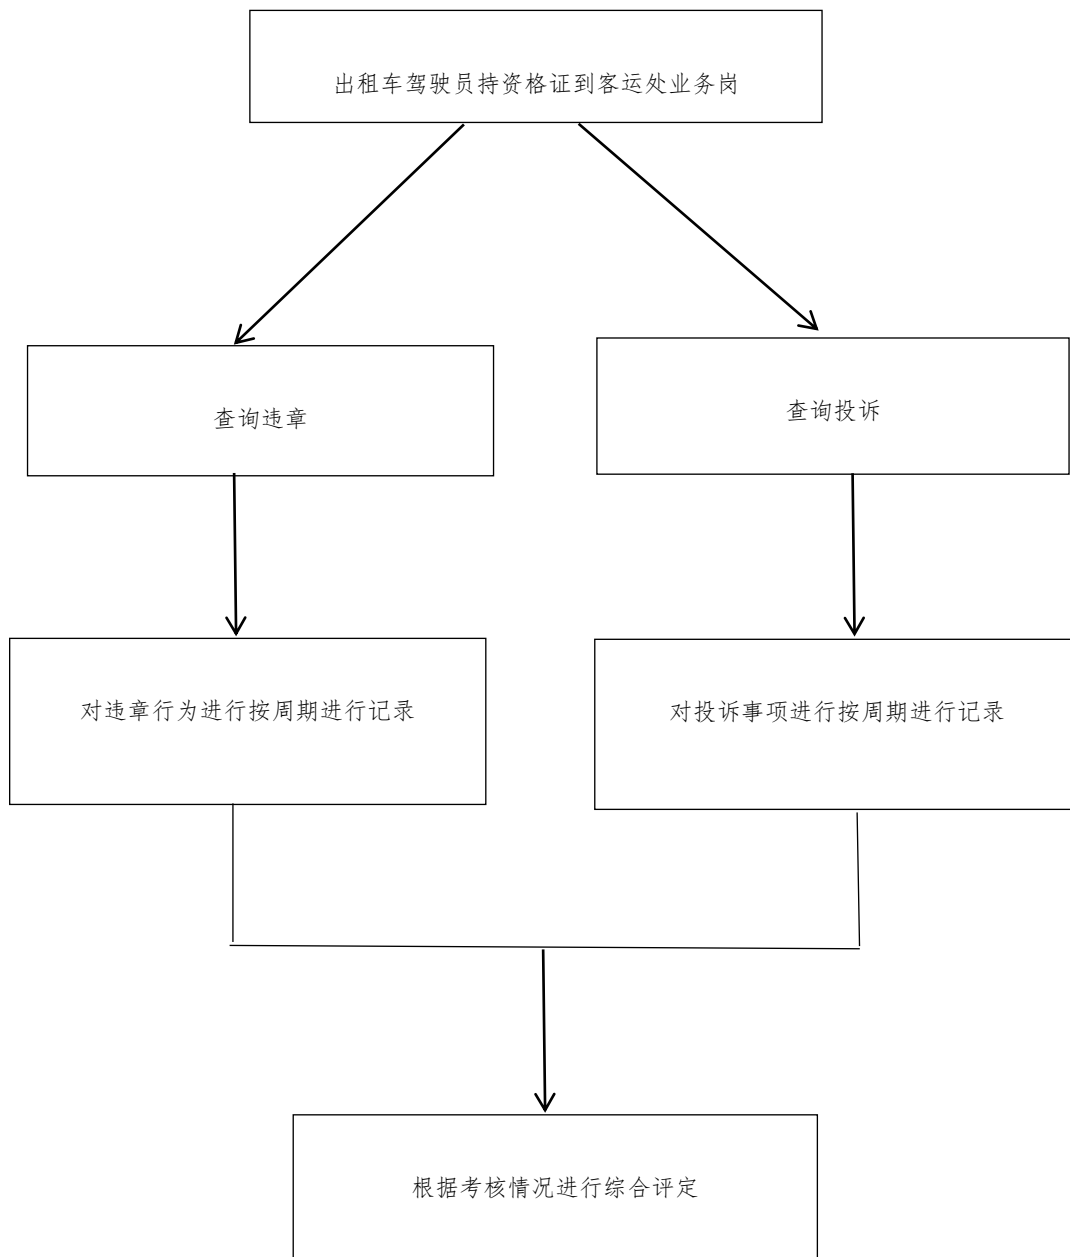 出租车驾驶员持资格证到客运处业务岗
查询违章
查询投诉
对违章行为进行按周期进行记录
对投诉事项进行按周期进行记录
根据考核情况进行综合评定